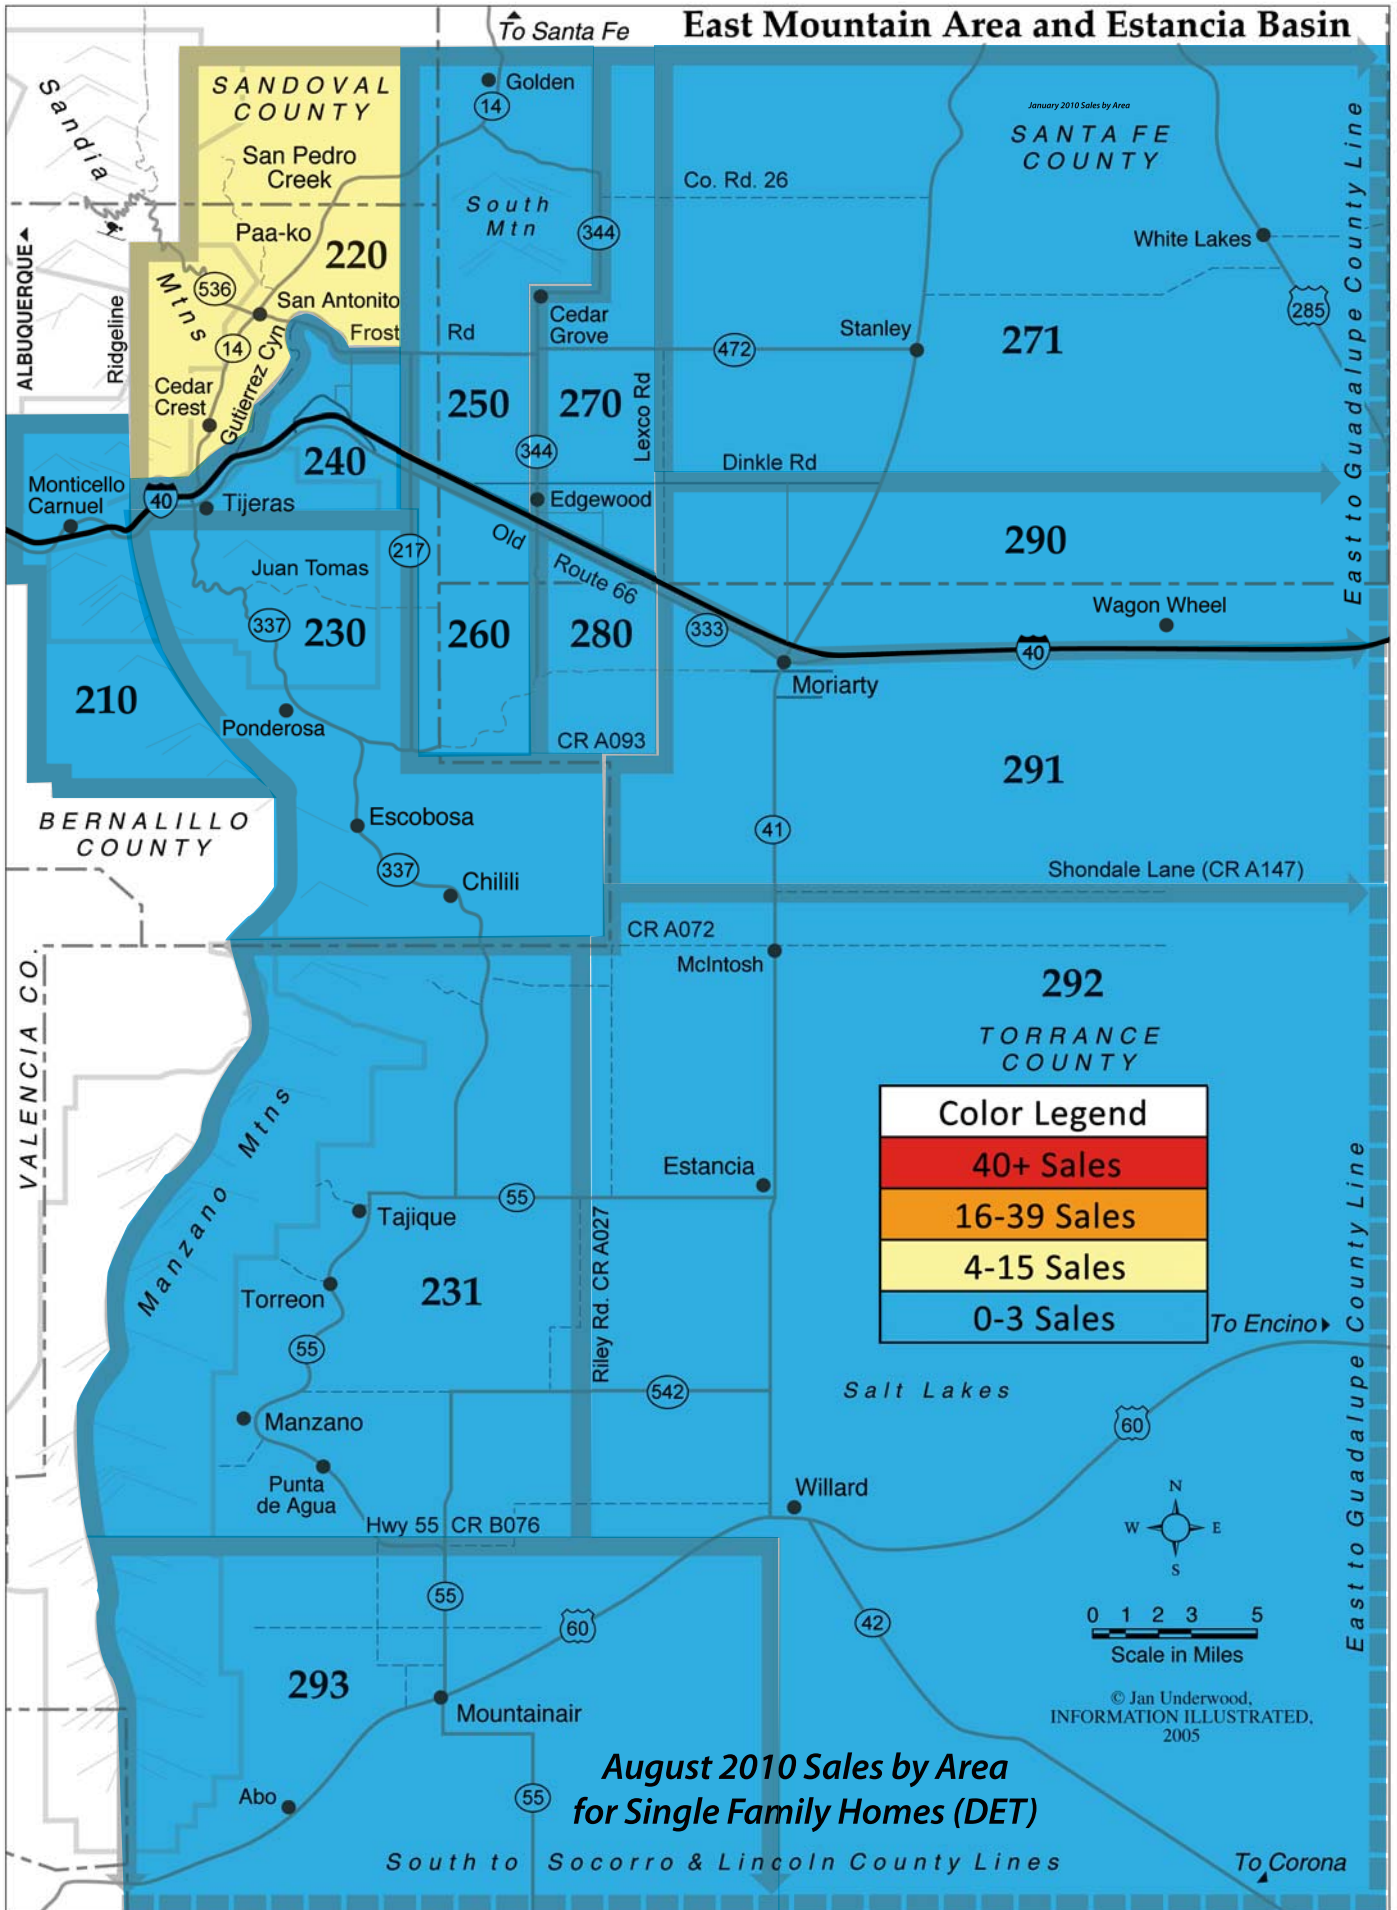 To Santa Fe
East Mountain Area and Estancia Basin
January 2010 Sales by Area
SANDOVAL
COUNTY
Golden
14
Sandia
Mtns
San Pedro
Creek
SANTA FE
COUNTY
Co. Rd. 26
South
Mtn
344
Paa-ko
220
White Lakes
ALBUQUERQUE
Ridgeline
536
San Antonito
Cedar
Grove
285
East to Guadalupe County Line
14
Gutierrez Cyn
Frost
Rd
472
Stanley
271
Cedar
Crest
250
270
Lexco Rd
344
240
Dinkle Rd
Monticello
Carnuel
40
Tijeras
Edgewood
Old
Route 66
290
217
Juan Tomas
Wagon Wheel
337
230
260
280
333
40
Moriarty
210
Ponderosa
CR A093
291
BERNALILLO
COUNTY
Escobosa
41
337
Chilili
Shondale Lane (CR A147)
CR A072
McIntosh
VALENCIA CO.
292
TORRANCE
COUNTY
Manzano Mtns
Color Legend
40+ Sales
16-39 Sales
4-15 Sales
0-3 Sales
Estancia
55
Tajique
Riley Rd. CR A027
East to Guadalupe County Line
231
Torreon
To Encino
55
542
Salt Lakes
60
Manzano
Punta
de Agua
Willard
N
W
E
S
Hwy 55
CR B076
55
60
42
0 1 2 3 5
Scale in Miles
293
Mountainair
© Jan Underwood,
INFORMATION ILLUSTRATED,
2005
August 2010 Sales by Area
for Single Family Homes (DET)
Abo
55
South to Socorro & Lincoln County Lines
To Corona